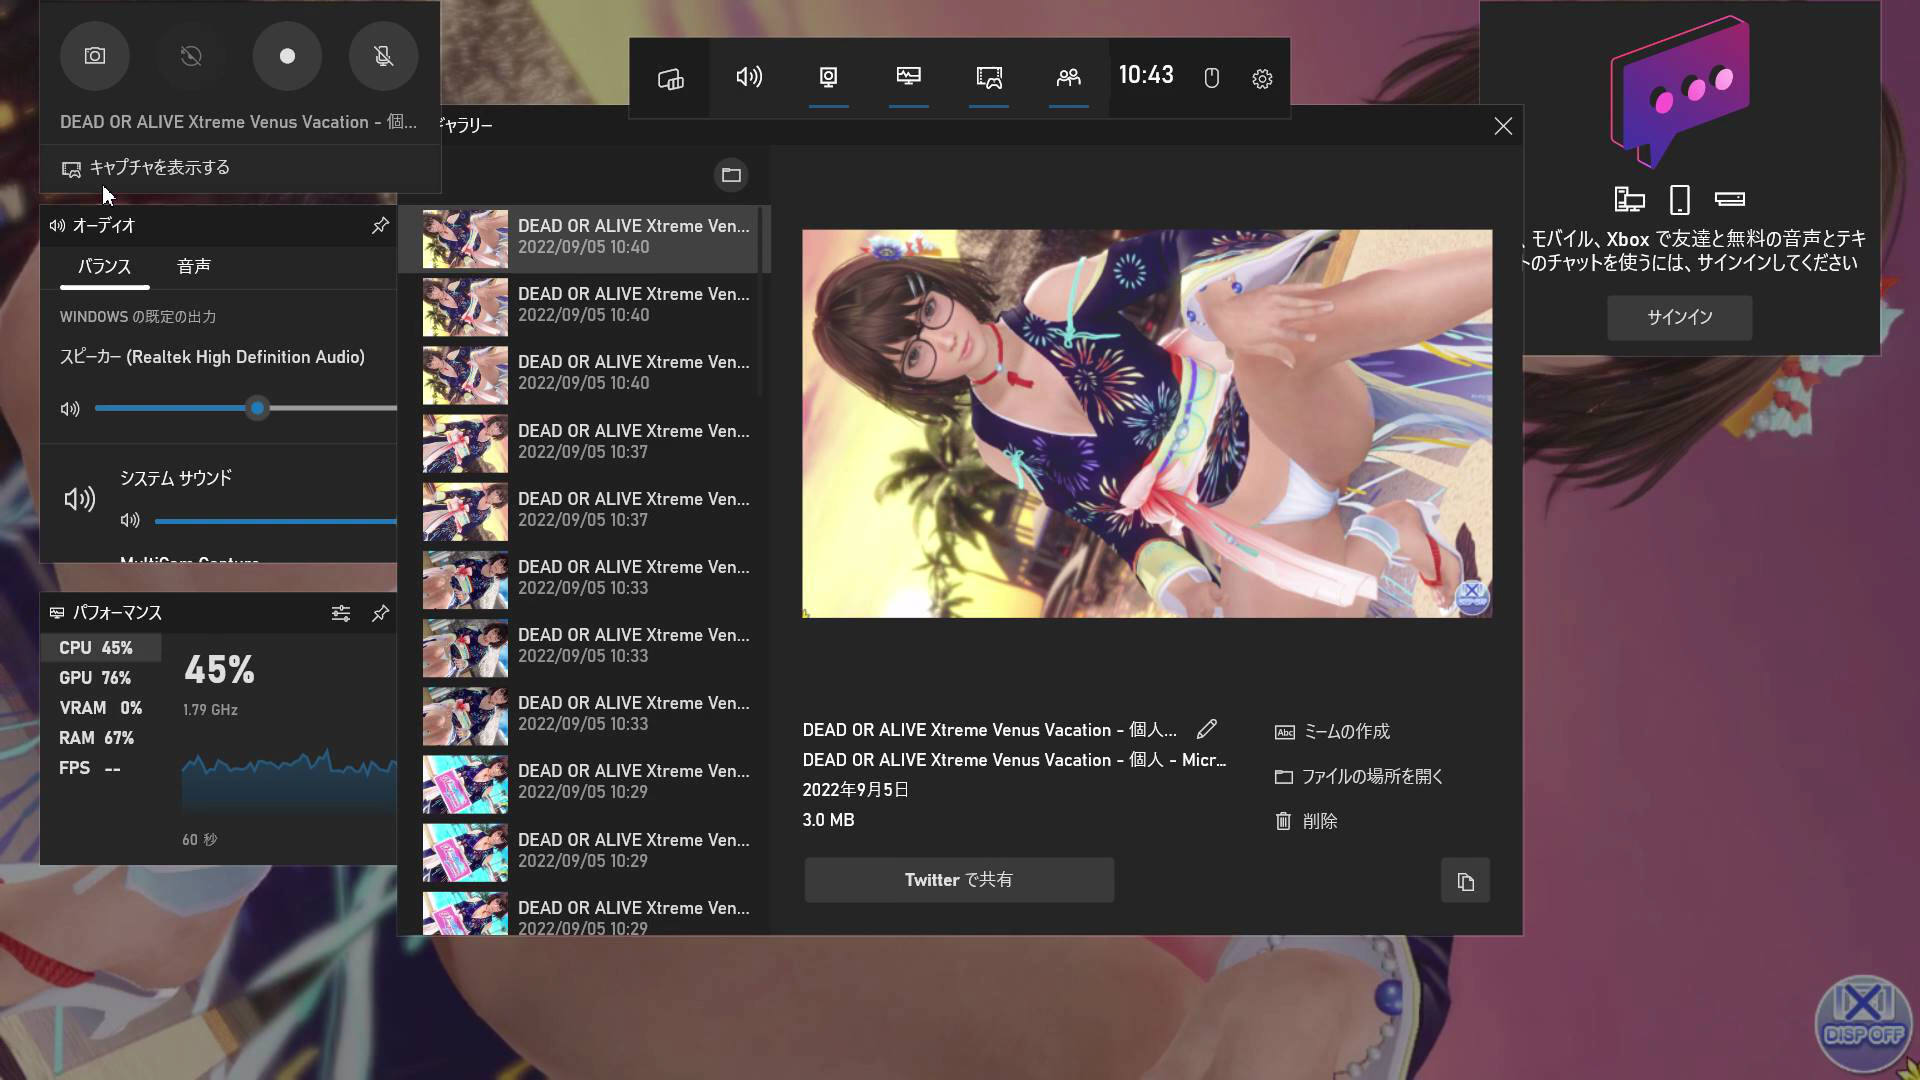 DEAD OR ALIVE Xtreme Venus Vacation - 個...
キャプチャを表示する
10:43
ギャラリー
オーディオ
バランス
音声
WINDOWS の既定の出力
スピーカー (Realtek High Definition Audio)
システム サウンド
MultiCam Capture
パフォーマンス
CPU 45%
GPU 76%
VRAM 0%
RAM 67%
FPS --
45%
1.79 GHz
60 秒
DEAD OR ALIVE Xtreme Ven...
2022/09/05 10:40
DEAD OR ALIVE Xtreme Ven...
2022/09/05 10:40
DEAD OR ALIVE Xtreme Ven...
2022/09/05 10:40
DEAD OR ALIVE Xtreme Ven...
2022/09/05 10:37
DEAD OR ALIVE Xtreme Ven...
2022/09/05 10:37
DEAD OR ALIVE Xtreme Ven...
2022/09/05 10:33
DEAD OR ALIVE Xtreme Ven...
2022/09/05 10:33
DEAD OR ALIVE Xtreme Ven...
2022/09/05 10:33
DEAD OR ALIVE Xtreme Ven...
2022/09/05 10:29
DEAD OR ALIVE Xtreme Ven...
2022/09/05 10:29
DEAD OR ALIVE Xtreme Ven...
2022/09/05 10:29
DEAD OR ALIVE Xtreme Venus Vacation - 個人...
DEAD OR ALIVE Xtreme Venus Vacation - 個人 - Micr...
2022年9月5日
3.0 MB
Abc ミームの作成
ファイルの場所を開く
削除
Twitter で共有
、モバイル、Xbox で友達と無料の音声とテキ
トのチャットを使うには、サインインしてください
サインイン
DISP OFF